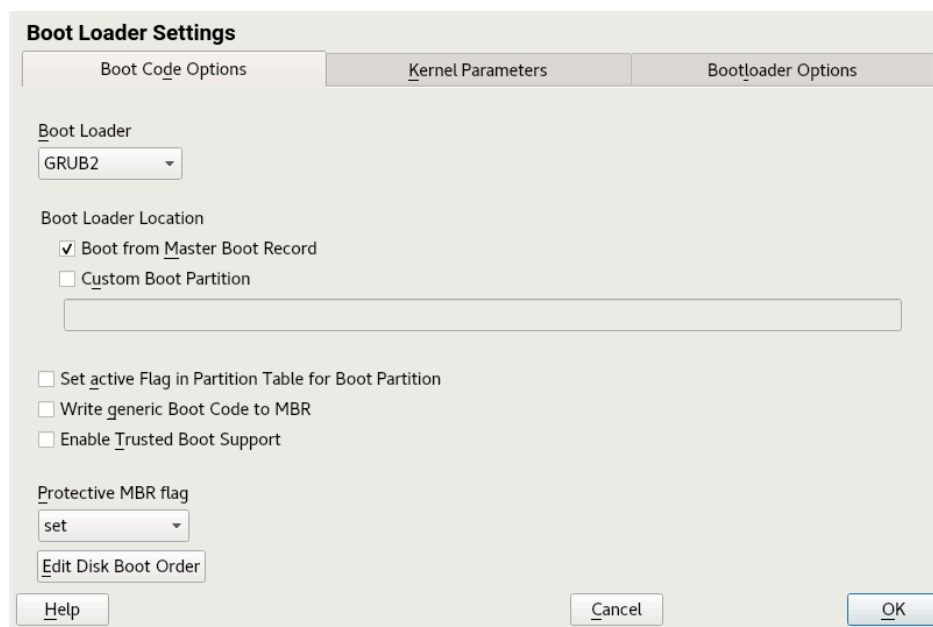 Boot Loader Settings
Boot Code Options Kernel Parameters Bootloader Options
Boot Loader
GRUB2
Boot Loader Location
Boot from Master Boot Record
Custom Boot Partition
Set active Flag in Partition Table for Boot Partition
Write generic Boot Code to MBR
Enable Trusted Boot Support
Protective MBR flag
set
Edit Disk Boot Order
Help Cancel OK